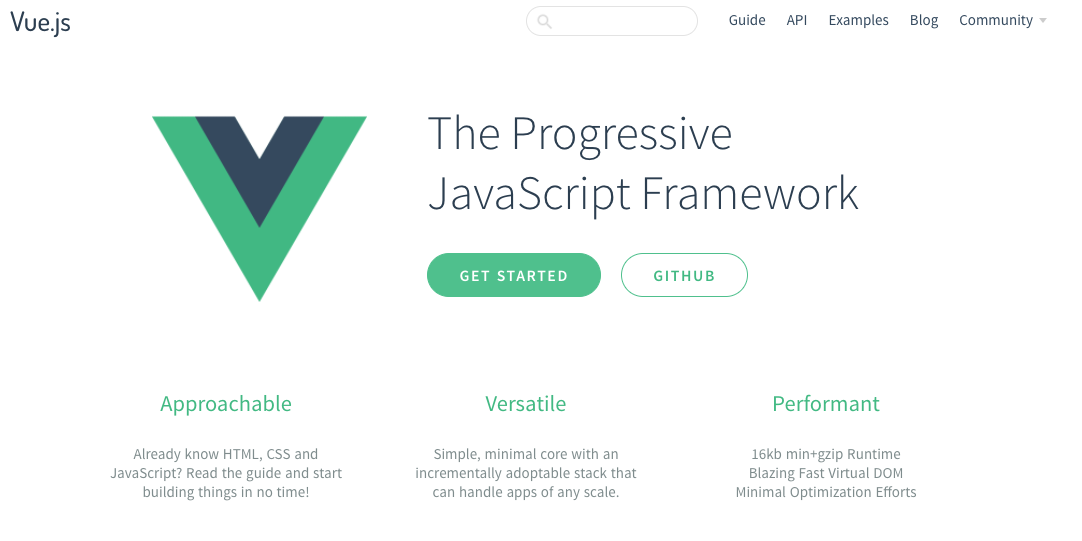 Vue.js
Guide API Examples Blog Community
The Progressive
JavaScript Framework
GET STARTED GITHUB
Approachable
Already know HTML, CSS and
JavaScript? Read the guide and start
building things in no time!
Versatile
Simple, minimal core with an
incrementally adoptable stack that
can handle apps of any scale.
Performant
16kb min+gzip Runtime
Blazing Fast Virtual DOM
Minimal Optimization Efforts